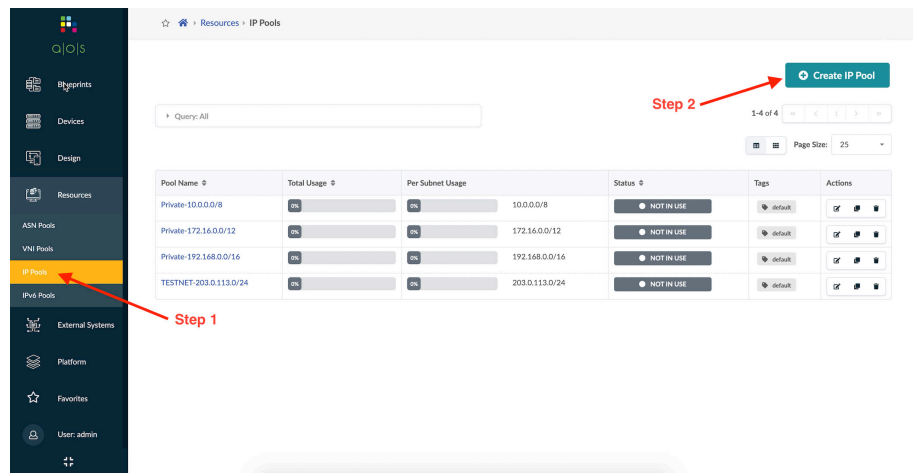 a|o|s
Blueprints
Devices
Design
Resources
ASN Pools
VNI Pools
IP Pools
IPv6 Pools
External Systems
Platform
Favorites
User: admin
Resources › IP Pools
Create IP Pool
Step 2
Query: All
1-4 of 4 « < 1 > »
Page Size: 25
Pool Name Total Usage Per Subnet Usage Status Tags Actions
Private-10.0.0.0/8 0% 0% 10.0.0.0/8 NOT IN USE default
Private-172.16.0.0/12 0% 0% 172.16.0.0/12 NOT IN USE default
Private-192.168.0.0/16 0% 0% 192.168.0.0/16 NOT IN USE default
TESTNET-203.0.113.0/24 0% 0% 203.0.113.0/24 NOT IN USE default
Step 1